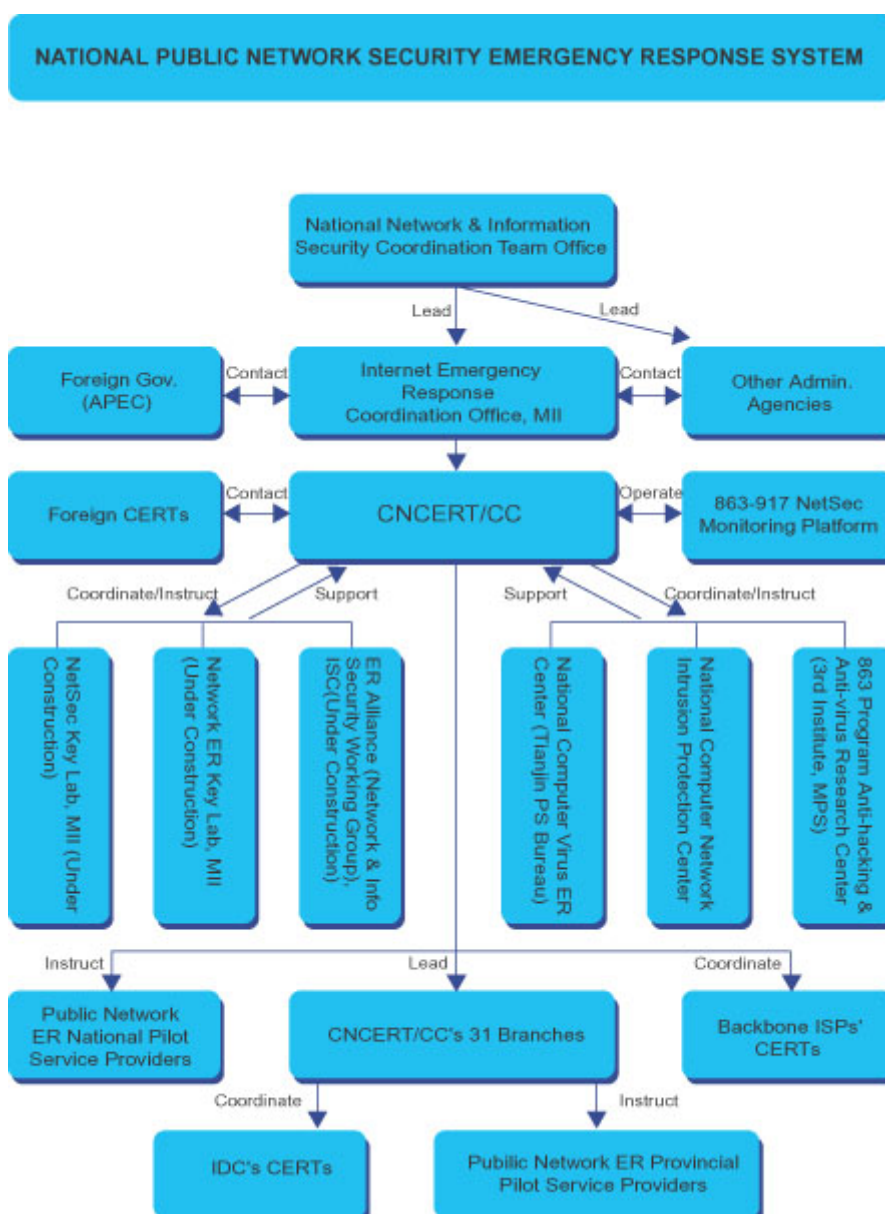 NATIONAL PUBLIC NETWORK SECURITY EMERGENCY RESPONSE SYSTEM
National Network & Information
Security Coordination Team Office
Lead
Lead
Foreign Gov.
(APEC)
Contact
Internet Emergency
Response
Coordination Office, MII
Contact
Other Admin.
Agencies
Foreign CERTs
Contact
CNCERT/CC
Operate
863-917 NetSec
Monitoring Platform
Coordinate/Instruct
Support
Support
Coordinate/Instruct
NetSec Key Lab, MII (Under
Construction)
Network ER Key Lab, MII
(Under Construction)
ER Alliance (Network & Info
Security Working Group),
ISC(Under Construction)
National Computer Virus ER
Center (Tianjin PS Bureau)
National Computer Network
Intrusion Protection Center
863 Program Anti-hacking &
Anti-virus Research Center
(3rd Institute, MPS)
Instruct
Lead
Coordinate
Public Network
ER National Pilot
Service Providers
CNCERT/CC's 31 Branches
Backbone ISPs'
CERTs
Coordinate
Instruct
IDC's CERTs
Pubilic Network ER Provincial
Pilot Service Providers